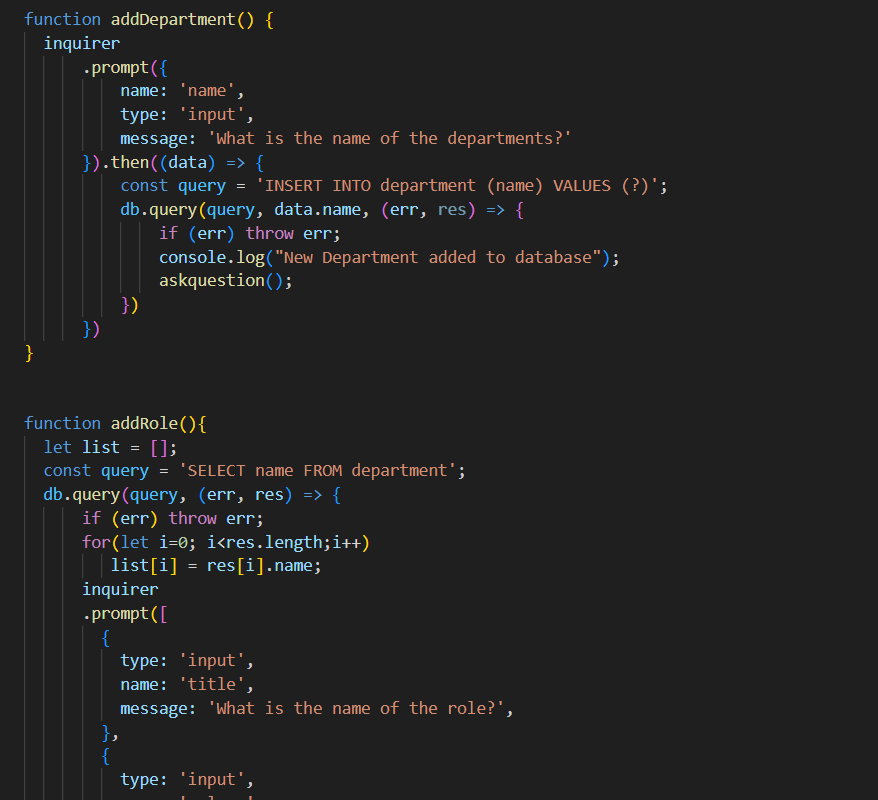 function addDepartment() {
inquirer
.prompt({
name: 'name',
type: 'input',
message: 'What is the name of the departments?'
}).then((data) => {
const query = 'INSERT INTO department (name) VALUES (?)';
db.query(query, data.name, (err, res) => {
if (err) throw err;
console.log("New Department added to database");
askquestion();
})
})
}
function addRole(){
let list = [];
const query = 'SELECT name FROM department';
db.query(query, (err, res) => {
if (err) throw err;
for(let i=0; i<res.length;i++)
list[i] = res[i].name;
inquirer
.prompt([
{
type: 'input',
name: 'title',
message: 'What is the name of the role?',
},
{
type: 'input',